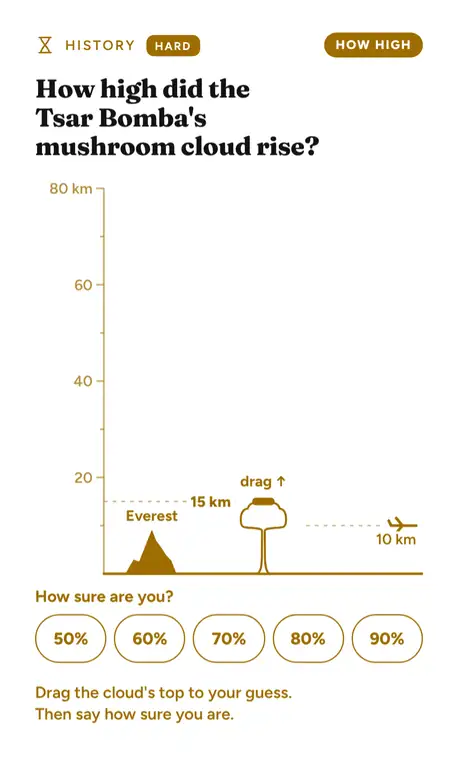 HISTORY HARD HOW HIGH
How high did the
Tsar Bomba's
mushroom cloud rise?
80 km
60
40
20
drag ↑
15 km
Everest
10 km
How sure are you?
50% 60% 70% 80% 90%
Drag the cloud's top to your guess.
Then say how sure you are.